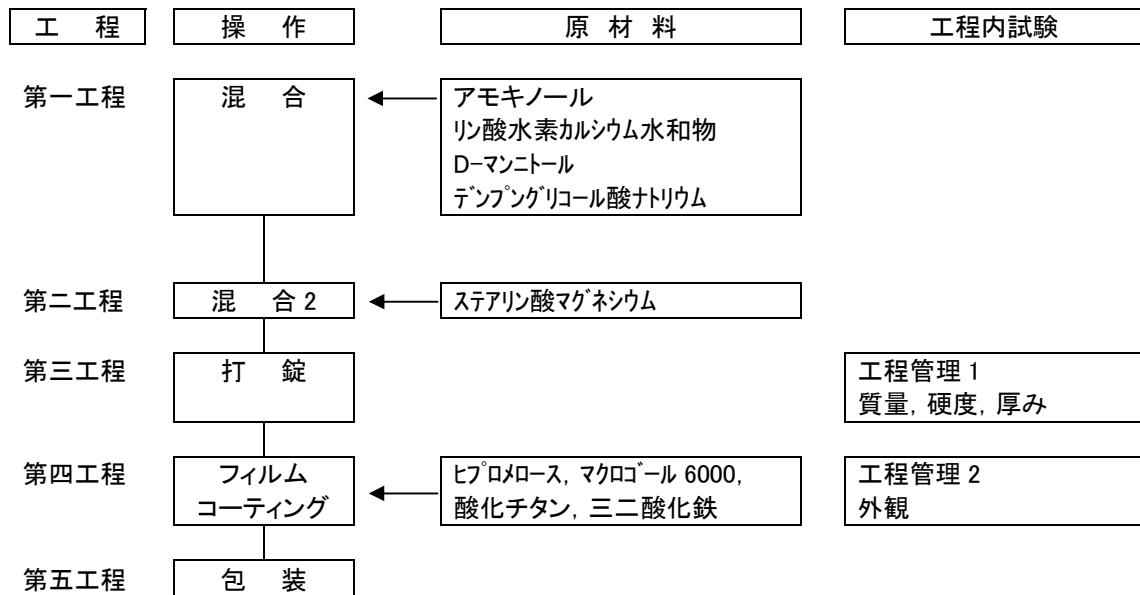 工 程 操 作 原 材 料 工程内試験
第一工程 混 合 アモキノール
リン酸水素カルシウム水和物
D-マンニトール
デンプングリコール酸ナトリウム
第二工程 混 合 2 ステアリン酸マグネシウム
第三工程 打 錠 工程管理 1
質量, 硬度, 厚み
第四工程 フィルム ヒプロメロース, マクロゴール 6000, 工程管理 2
コーティング 酸化チタン, 三二酸化鉄 外観
第五工程 包 装